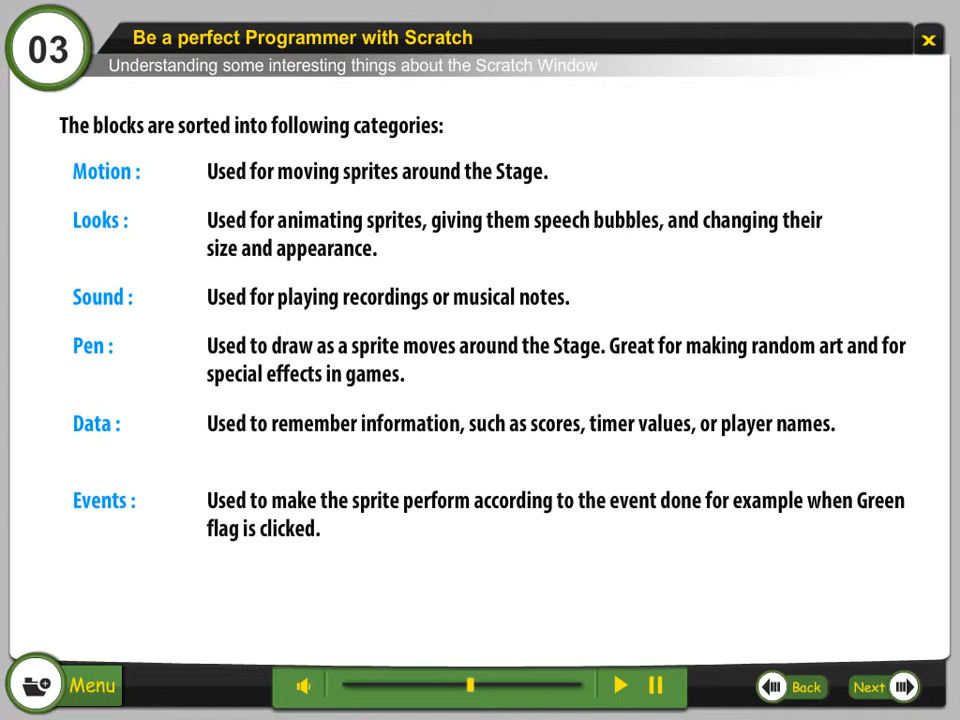 03
Be a perfect Programmer with Scratch
X
Understanding some interesting things about the Scratch Window
The blocks are sorted into following categories:
Motion : Used for moving sprites around the Stage.
Looks : Used for animating sprites, giving them speech bubbles, and changing their
size and appearance.
Sound : Used for playing recordings or musical notes.
Pen : Used to draw as a sprite moves around the Stage. Great for making random art and for
special effects in games.
Data : Used to remember information, such as scores, timer values, or player names.
Events : Used to make the sprite perform according to the event done for example when Green
flag is clicked.
Menu
Back
Next